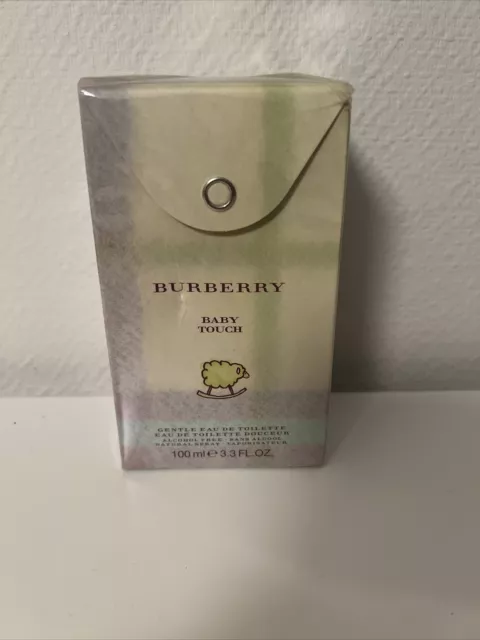 BURBERRY
BABY
TOUCH
GENTLE EAU DE TOILETTE
EAU DE TOILETTE DOUCEUR
ALCOHOL FREE · SANS ALCOOL
NATURAL SPRAY · VAPORISATEUR
100 ml ℮ 3.3 FL.OZ.